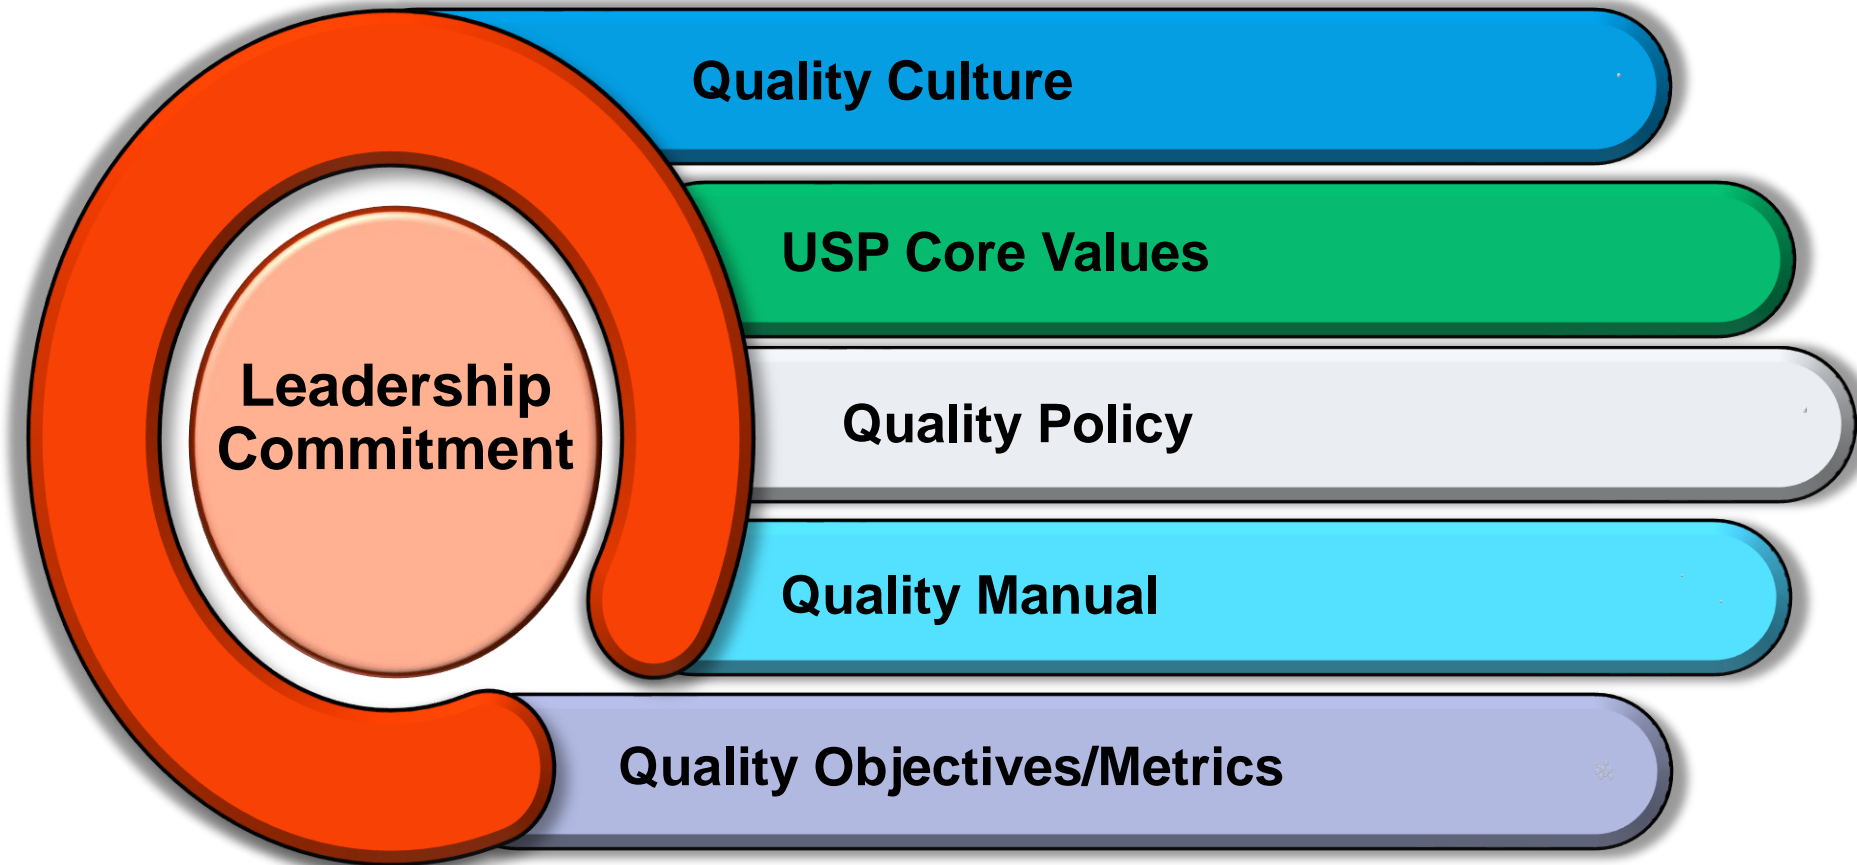 Quality Culture
USP Core Values
Leadership
Commitment
Quality Policy
Quality Manual
Quality Objectives/Metrics